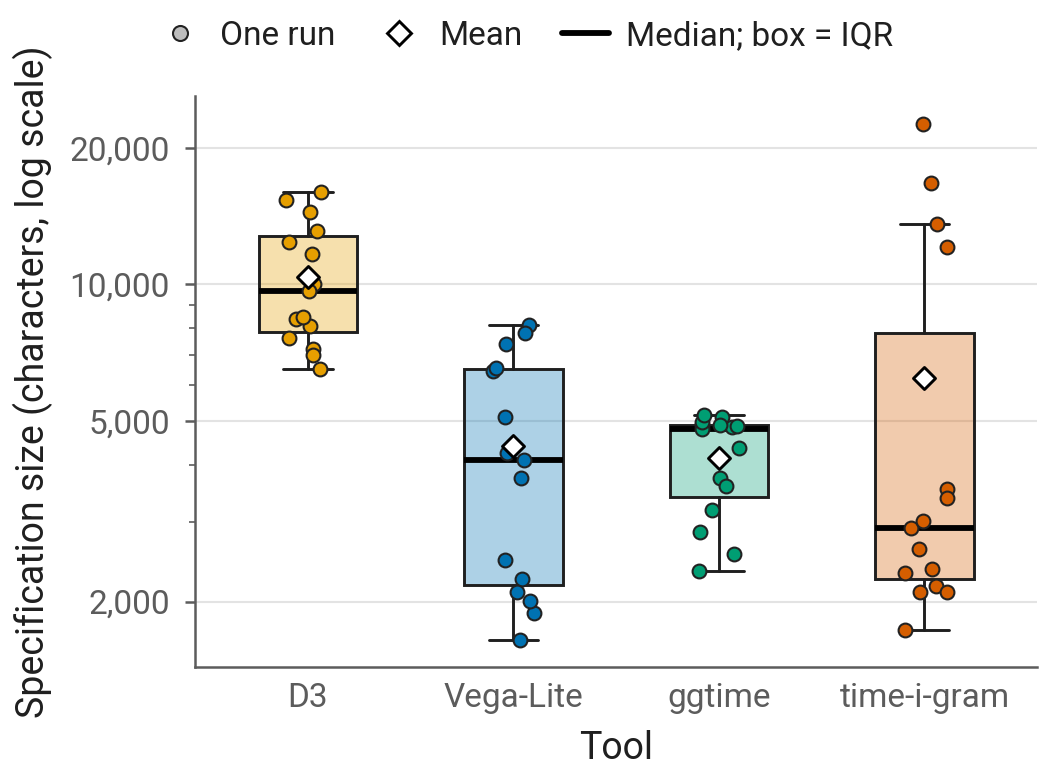 One run
Mean
Median; box = IQR
Specification size (characters, log scale)
20,000
10,000
5,000
2,000
D3
Vega-Lite
ggtime
time-i-gram
Tool